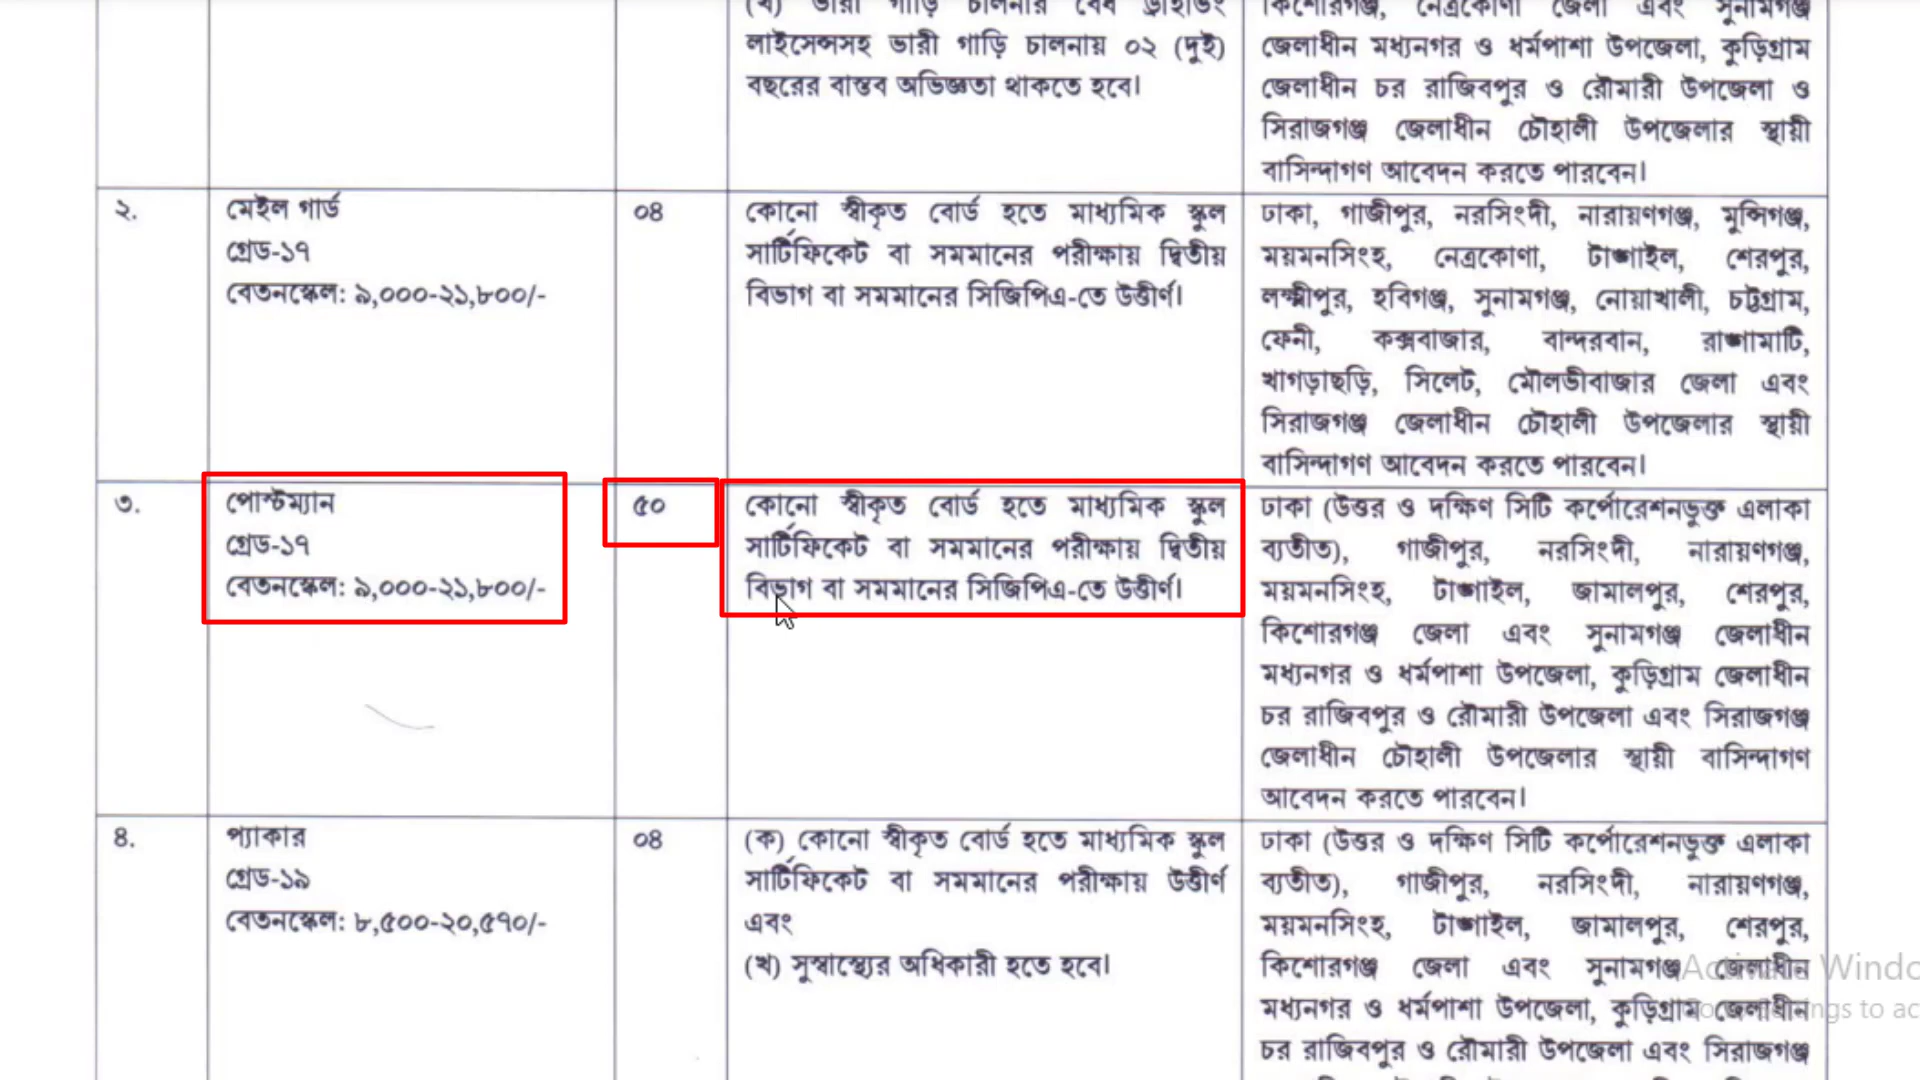 (খ) ভারী গাড়ি চালনার বৈধ ড্রাইভিং
লাইসেন্সসহ ভারী গাড়ি চালনায় ০২ (দুই)
বছরের বাস্তব অভিজ্ঞতা থাকতে হবে।
কিশোরগঞ্জ, নেত্রকোণা জেলা এবং সুনামগঞ্জ
জেলাধীন মধ্যনগর ও ধর্মপাশা উপজেলা, কুড়িগ্রাম
জেলাধীন চর রাজিবপুর ও রৌমারী উপজেলা ও
সিরাজগঞ্জ জেলাধীন চৌহালী উপজেলার স্থায়ী
বাসিন্দাগণ আবেদন করতে পারবেন।
২.
মেইল গার্ড
গ্রেড-১৭
বেতনস্কেল: ৯,০০০-২১,৮০০/-
০৪
কোনো স্বীকৃত বোর্ড হতে মাধ্যমিক স্কুল
সার্টিফিকেট বা সমমানের পরীক্ষায় দ্বিতীয়
বিভাগ বা সমমানের সিজিপিএ-তে উত্তীর্ণ।
ঢাকা, গাজীপুর, নরসিংদী, নারায়ণগঞ্জ, মুন্সিগঞ্জ,
ময়মনসিংহ, নেত্রকোণা, টাঙ্গাইল, শেরপুর,
লক্ষ্মীপুর, হবিগঞ্জ, সুনামগঞ্জ, নোয়াখালী, চট্টগ্রাম,
ফেনী, কক্সবাজার, বান্দরবান, রাঙ্গামাটি,
খাগড়াছড়ি, সিলেট, মৌলভীবাজার জেলা এবং
সিরাজগঞ্জ জেলাধীন চৌহালী উপজেলার স্থায়ী
বাসিন্দাগণ আবেদন করতে পারবেন।
৩.
পোস্টম্যান
গ্রেড-১৭
বেতনস্কেল: ৯,০০০-২১,৮০০/-
৫০
কোনো স্বীকৃত বোর্ড হতে মাধ্যমিক স্কুল
সার্টিফিকেট বা সমমানের পরীক্ষায় দ্বিতীয়
বিভাগ বা সমমানের সিজিপিএ-তে উত্তীর্ণ।
ঢাকা (উত্তর ও দক্ষিণ সিটি কর্পোরেশনভুক্ত এলাকা
ব্যতীত), গাজীপুর, নরসিংদী, নারায়ণগঞ্জ,
ময়মনসিংহ, টাঙ্গাইল, জামালপুর, শেরপুর,
কিশোরগঞ্জ জেলা এবং সুনামগঞ্জ জেলাধীন
মধ্যনগর ও ধর্মপাশা উপজেলা, কুড়িগ্রাম জেলাধীন
চর রাজিবপুর ও রৌমারী উপজেলা এবং সিরাজগঞ্জ
জেলাধীন চৌহালী উপজেলার স্থায়ী বাসিন্দাগণ
আবেদন করতে পারবেন।
৪.
প্যাকার
গ্রেড-১৯
বেতনস্কেল: ৮,৫০০-২০,৫৭০/-
০৪
(ক) কোনো স্বীকৃত বোর্ড হতে মাধ্যমিক স্কুল
সার্টিফিকেট বা সমমানের পরীক্ষায় উত্তীর্ণ
এবং
(খ) সুস্বাস্থ্যের অধিকারী হতে হবে।
ঢাকা (উত্তর ও দক্ষিণ সিটি কর্পোরেশনভুক্ত এলাকা
ব্যতীত), গাজীপুর, নরসিংদী, নারায়ণগঞ্জ,
ময়মনসিংহ, টাঙ্গাইল, জামালপুর, শেরপুর,
কিশোরগঞ্জ জেলা এবং সুনামগঞ্জ জেলাধীন
মধ্যনগর ও ধর্মপাশা উপজেলা, কুড়িগ্রাম জেলাধীন
চর রাজিবপুর ও রৌমারী উপজেলা এবং সিরাজগঞ্জ